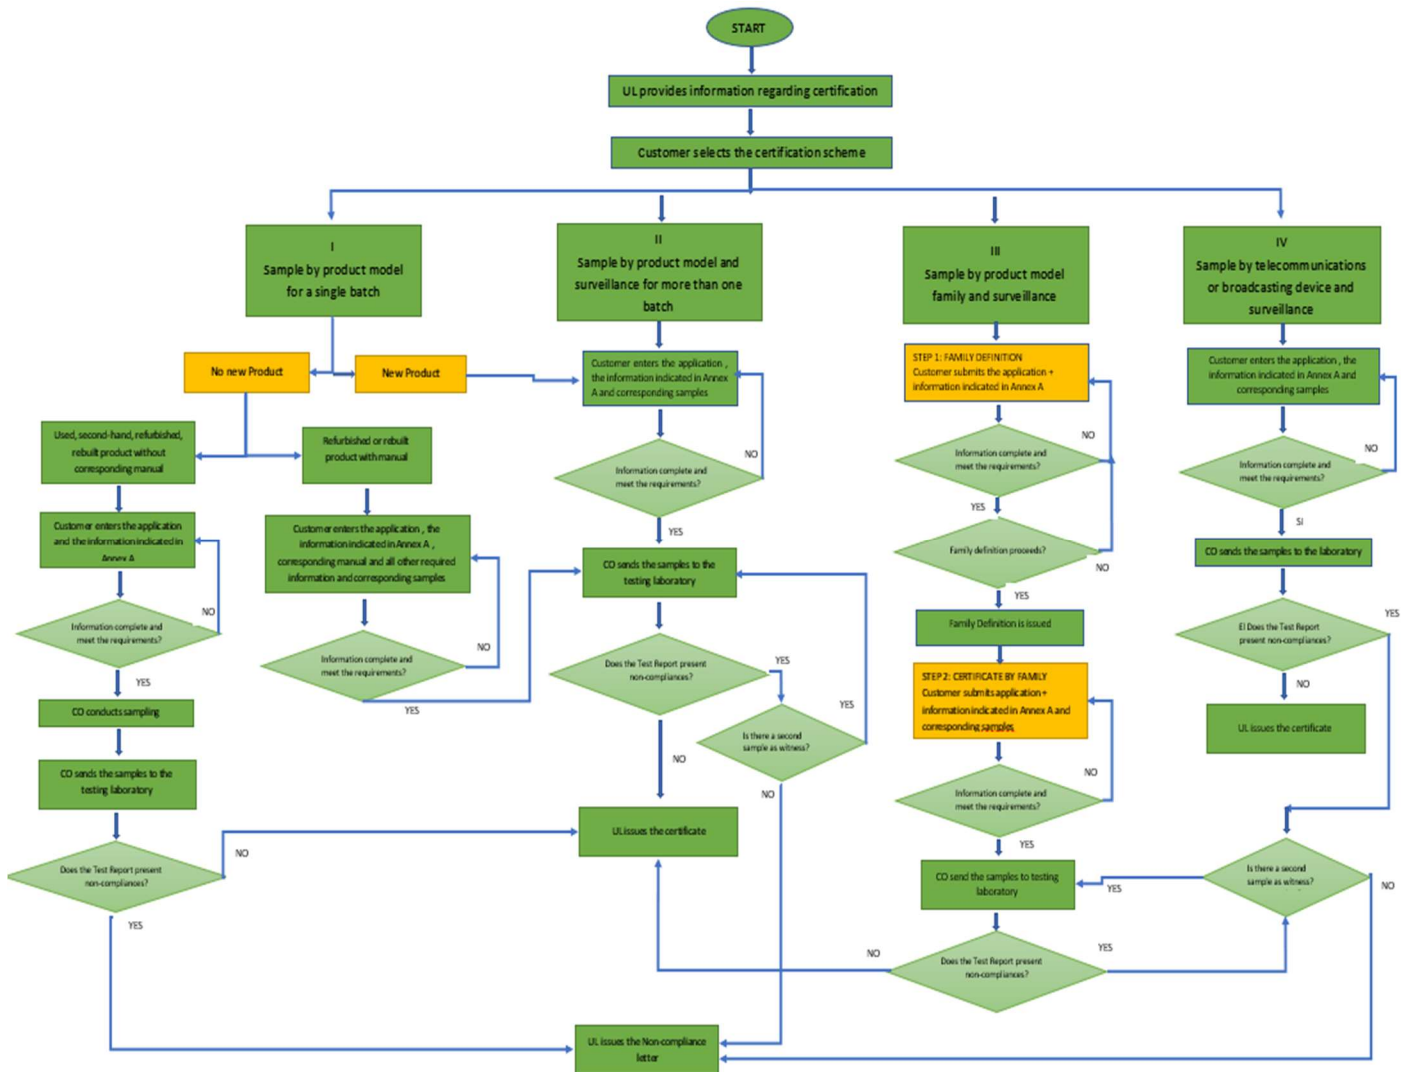 START
UL provides information regarding certification
Customer selects the certification scheme
I
Sample by product model
for a single batch
II
Sample by product model and
surveillance for more than one
batch
III
Sample by product model
family and surveillance
IV
Sample by telecommunications
or broadcasting device and
surveillance
No new Product
New Product
Customer enters the application ,
the information indicated in Annex
A and corresponding samples
STEP 1: FAMILY DEFINITION
Customer submits the application +
information indicated in Annex A
Customer enters the application , the
information indicated in Annex A and
corresponding samples
Used, second-hand, refurbished,
rebuilt product without
corresponding manual
Refurbished or rebuilt
product with manual
Information complete and
meet the requirements?
NO
Information complete and
meet the requirements?
NO
Information complete and
meet the requirements?
NO
YES
YES
SI
Customer enters the application
and the information indicated in
Annex A
Customer enters the application , the
information indicated in Annex A ,
corresponding manual and all other required
information and corresponding samples
CO sends the samples to the
testing laboratory
Family definition proceeds?
NO
YES
CO sends the samples to the laboratory
Information complete and
meet the requirements?
NO
YES
Information complete and
meet the requirements?
NO
YES
Does the Test Report present
non-compliances?
YES
NO
Family Definition is issued
El Does the Test Report
present non-compliances?
YES
NO
CO conducts sampling
STEP 2: CERTIFICATE BY FAMILY
Customer submits application +
information indicated in Annex A and
corresponding samples
Is there a second
sample as witness?
YES
NO
UL issues the certificate
CO sends the samples to the
testing laboratory
Information complete and
meet the requirements?
NO
YES
UL issues the certificate
Does the Test Report present
non-compliances?
NO
YES
CO send the samples to testing
laboratory
Is there a second
sample as witness?
YES
NO
Does the Test Report present
non-compliances?
NO
YES
UL issues the Non-compliance
letter